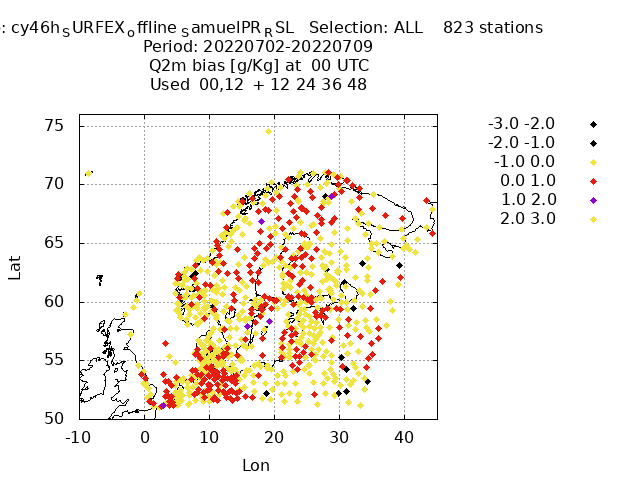 : cy46hSURFEXoffline SamuelPRRSL Selection: ALL 823 stations
Period: 20220702-20220709
Q2m bias [g/Kg] at 00 UTC
Used 00,12 + 12 24 36 48
-3.0 -2.0
-2.0 -1.0
-1.0 0.0
0.0 1.0
1.0 2.0
2.0 3.0
75
70
65
60
55
50
Lat
-10 0 10 20 30 40
Lon